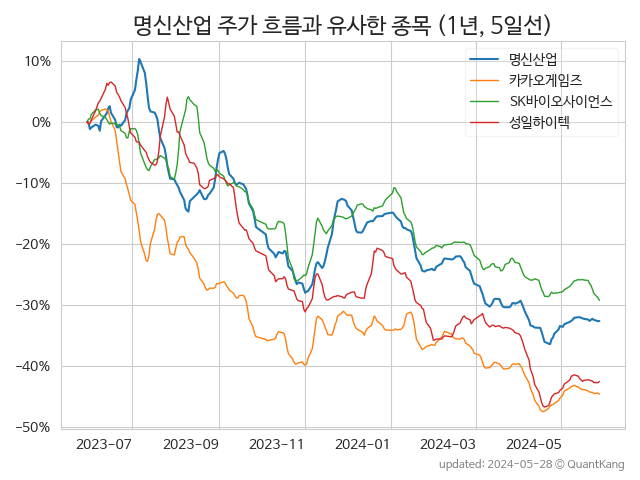 명신산업 주가 흐름과 유사한 종목 (1년, 5일선)
명신산업
카카오게임즈
SK바이오사이언스
성일하이텍
10%
0%
−10%
−20%
−30%
−40%
−50%
2023-07 2023-09 2023-11 2024-01 2024-03 2024-05
updated: 2024-05-28 © QuantKang